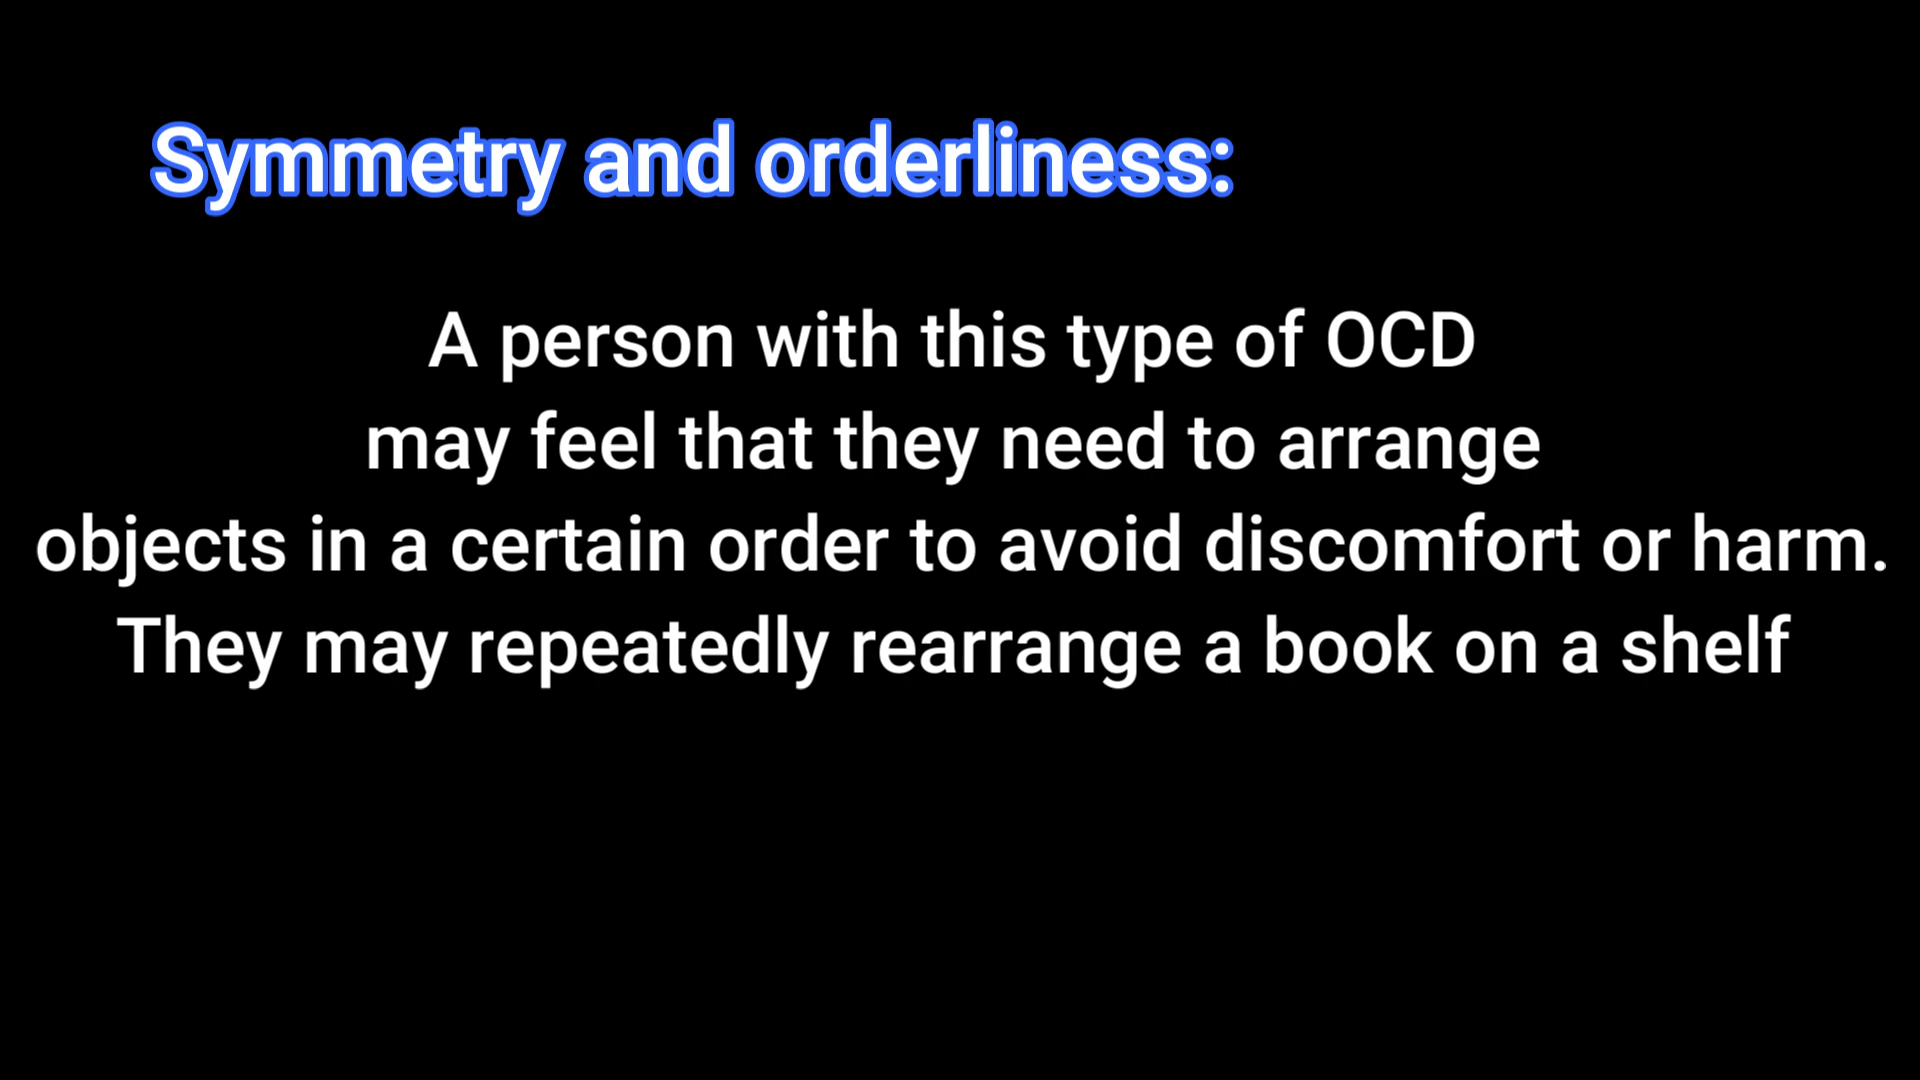 Symmetry and orderliness:
A person with this type of OCD
may feel that they need to arrange
objects in a certain order to avoid discomfort or harm.
They may repeatedly rearrange a book on a shelf